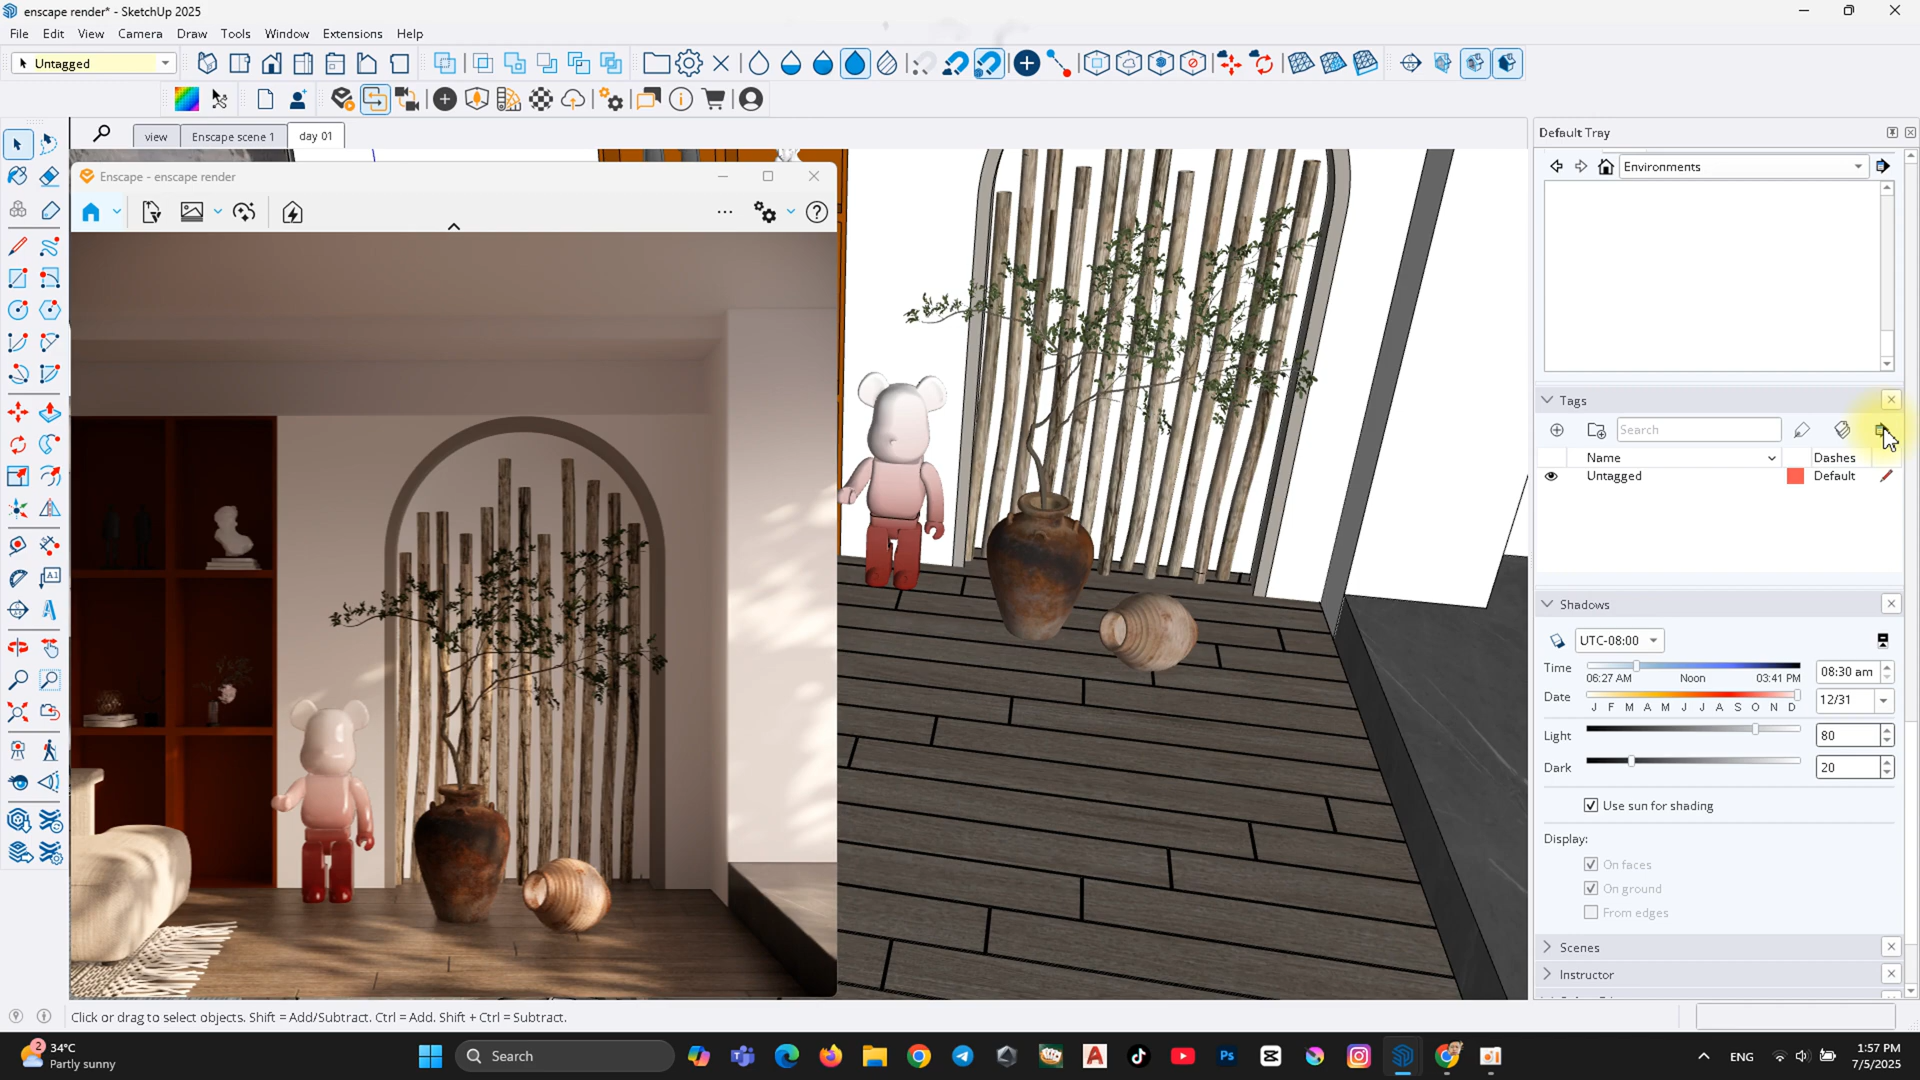 enscape render* - SketchUp 2025
File Edit View Camera Draw Tools Window Extensions Help
Untagged
view Enscape scene 1 day 01
Enscape - enscape render
Default Tray
Environments
Tags
Search
Name Dashes
Untagged Default
Shadows
UTC-08:00
Time 06:27 AM Noon 03:41 PM 08:30 am
Date J F M A M J J A S O N D 12/31
Light 80
Dark 20
Use sun for shading
Display:
On faces
On ground
From edges
Scenes
Instructor
Click or drag to select objects. Shift = Add/Subtract. Ctrl = Add. Shift + Ctrl = Subtract.
2
34°C
Partly sunny
Search
ENG
1:57 PM
7/5/2025